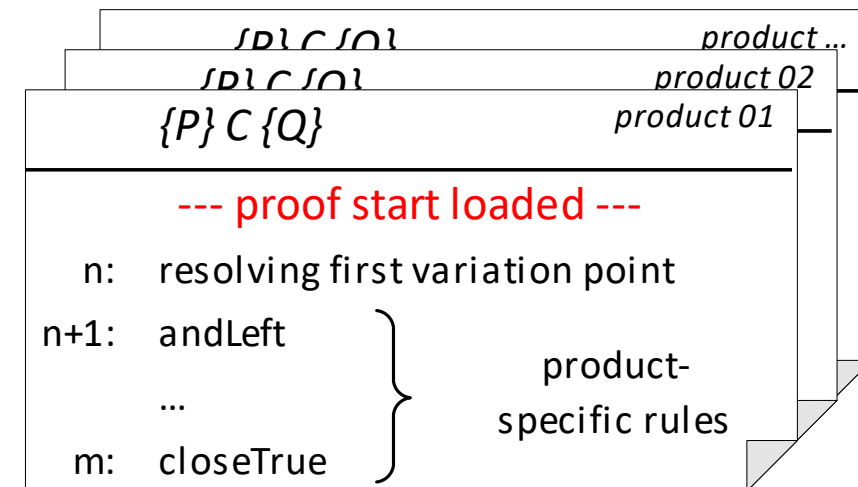 {P} C {Q} product ...
{P} C {Q} product 02
{P} C {Q} product 01
--- proof start loaded ---
n: resolving first variation point
n+1: andLeft
...
m: closeTrue
product-
specific rules